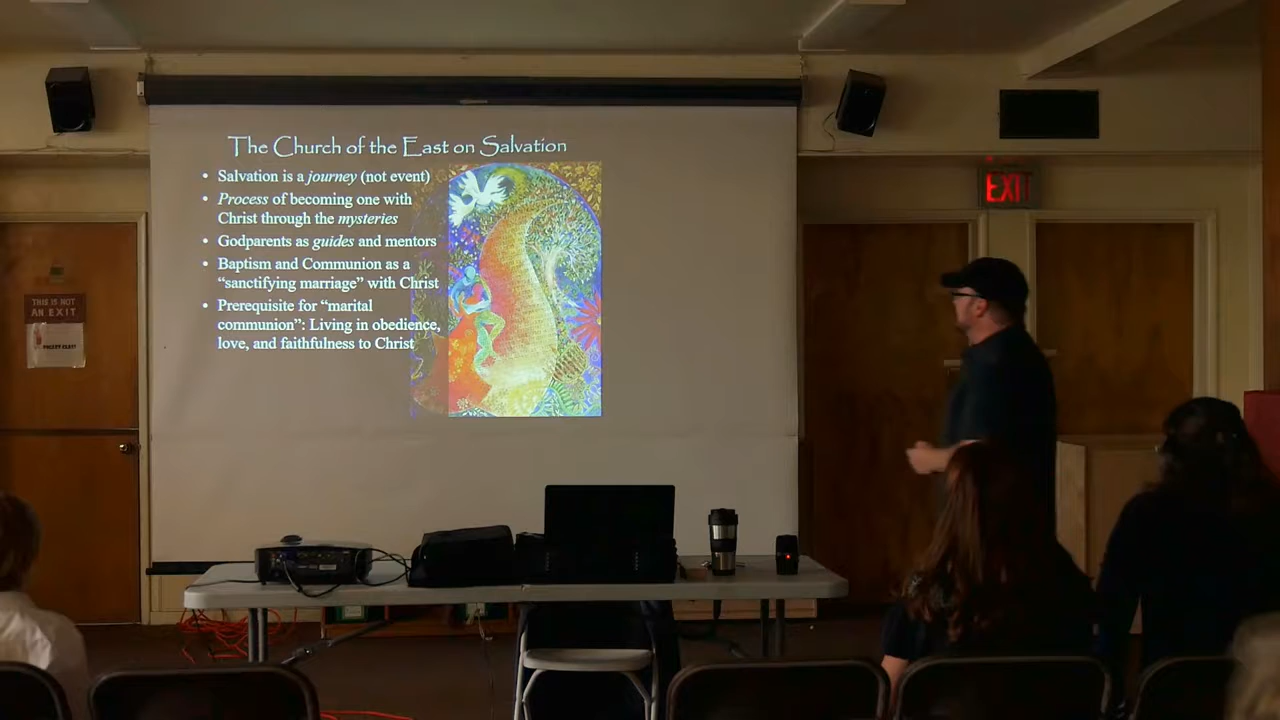 The Church of the East on Salvation
• Salvation is a journey (not event)
• Process of becoming one with
Christ through the mysteries
• Godparents as guides and mentors
• Baptism and Communion as a
“sanctifying marriage” with Christ
• Prerequisite for “marital
communion”: Living in obedience,
love, and faithfulness to Christ
EXIT
THIS IS NOT
AN EXIT